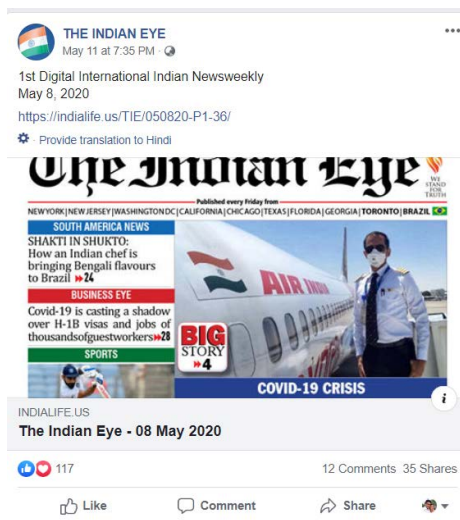 THE INDIAN EYE
May 11 at 7:35 PM ·
1st Digital International Indian Newsweekly
May 8, 2020
https://indialife.us/TIE/050820-P1-36/
· Provide translation to Hindi
The Indian Eye
WE
STAND
FOR
TRUTH
Published every Friday from
NEW YORK|NEW JERSEY|WASHINGTON DC|CALIFORNIA|CHICAGO|TEXAS|FLORIDA|GEORGIA|TORONTO|BRAZIL
SOUTH AMERICA NEWS
SHAKTI IN SHUKTO:
How an Indian chef is
bringing Bengali flavours
to Brazil 24
BUSINESS EYE
Covid-19 is casting a shadow
over H-1B visas and jobs of
thousandsofguestworkers 28
SPORTS
AIR INDIA
BIG
STORY
4
COVID-19 CRISIS
INDIALIFE.US
The Indian Eye - 08 May 2020
117
12 Comments 35 Shares
Like
Comment
Share